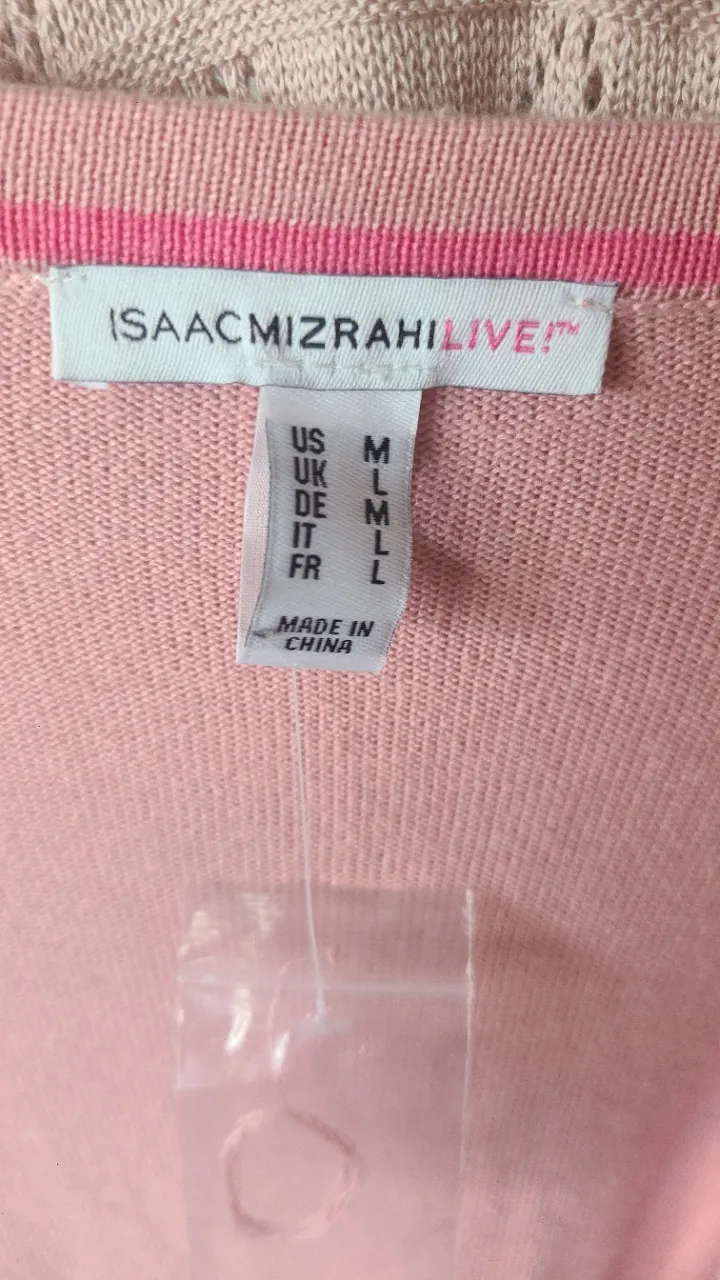 ISAACMIZRAHILIVE!™
US M
UK L
DE M
IT L
FR L
MADE IN
CHINA